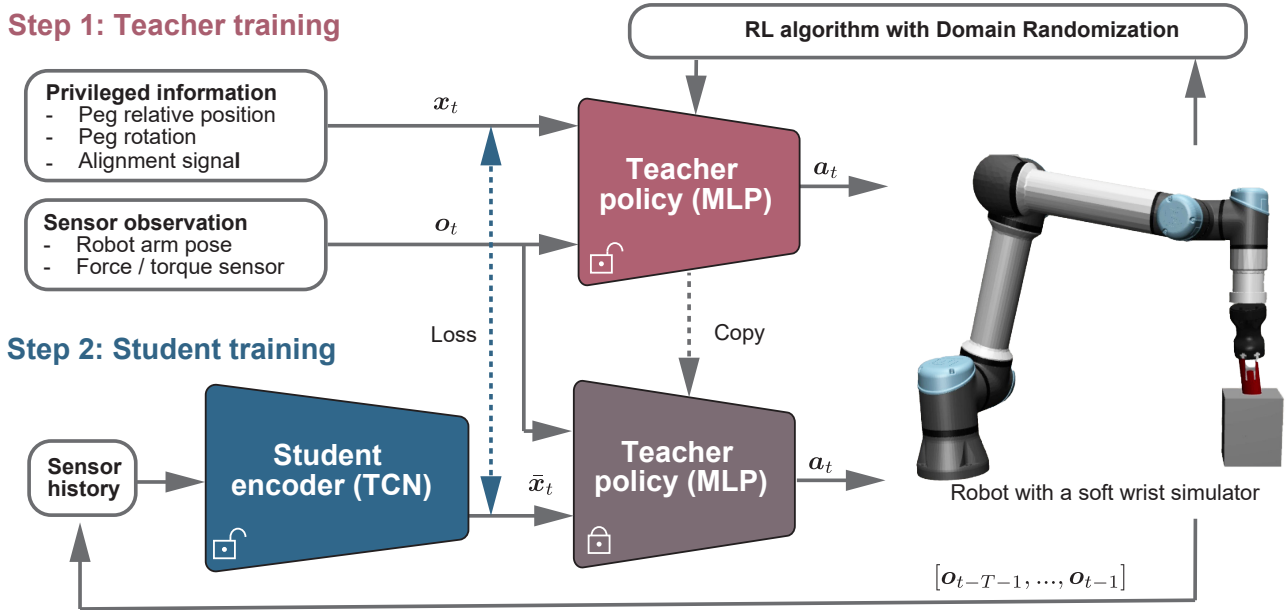 Step 1: Teacher training
RL algorithm with Domain Randomization
Privileged information
- Peg relative position
- Peg rotation
- Alignment signal
x_t
Teacher
policy (MLP)
a_t
Sensor observation
- Robot arm pose
- Force / torque sensor
o_t
Loss
Copy
Step 2: Student training
Sensor
history
Student
encoder (TCN)
x̄_t
Teacher
policy (MLP)
a_t
Robot with a soft wrist simulator
[o_{t−T−1}, ..., o_{t−1}]